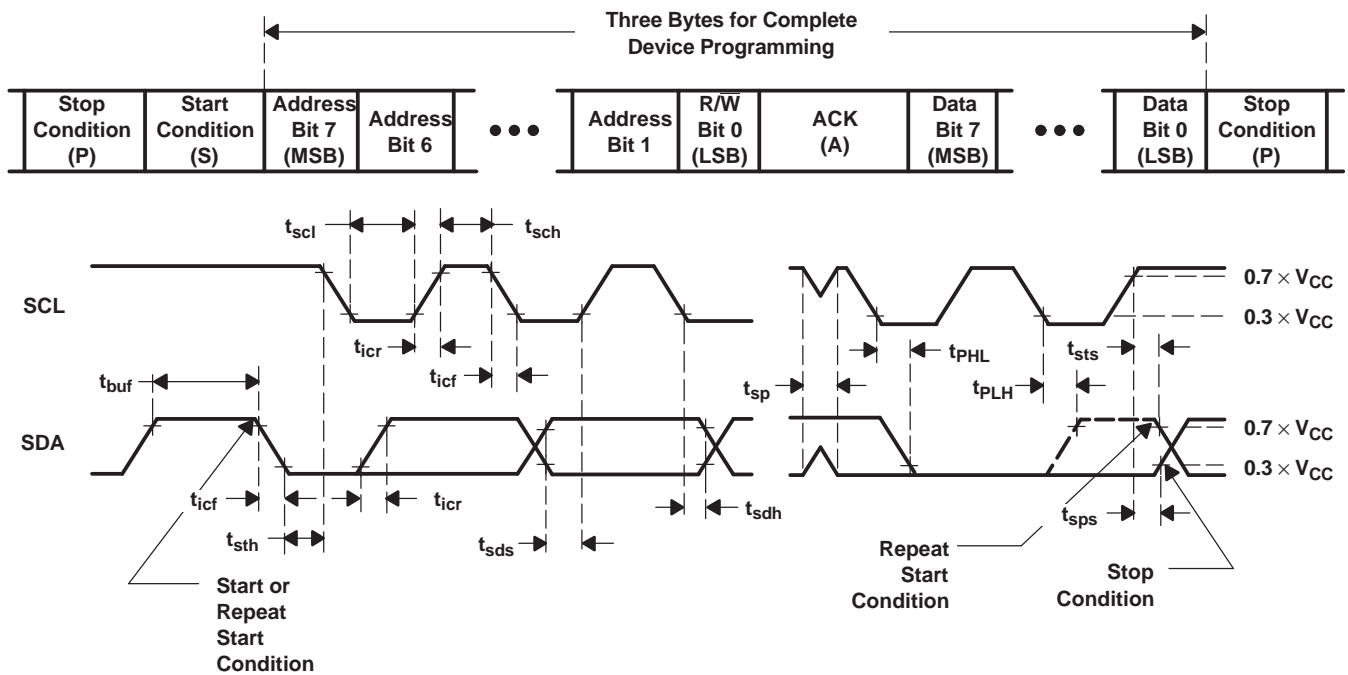 Three Bytes for Complete
Device Programming
Stop
Condition
(P)
Start
Condition
(S)
Address
Bit 7
(MSB)
Address
Bit 6
Address
Bit 1
R/W̅
Bit 0
(LSB)
ACK
(A)
Data
Bit 7
(MSB)
Data
Bit 0
(LSB)
Stop
Condition
(P)
tscl
tsch
SCL
0.7 × VCC
0.3 × VCC
ticr
ticf
tPHL
tsts
tbuf
tsp
tPLH
SDA
0.7 × VCC
0.3 × VCC
ticf
ticr
tsth
tsds
tsdh
tsps
Start or
Repeat
Start
Condition
Repeat
Start
Condition
Stop
Condition